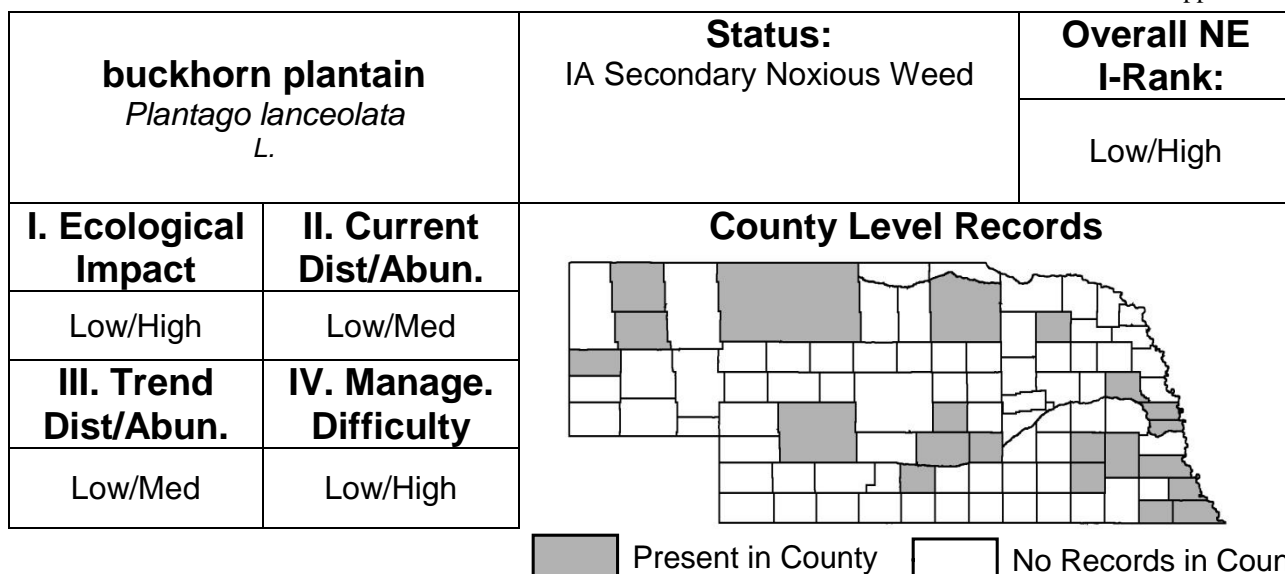 buckhorn plantain
Plantago lanceolata
L.
Status:
IA Secondary Noxious Weed
Overall NE
I-Rank:
Low/High
I. Ecological
Impact
II. Current
Dist/Abun.
Low/High
Low/Med
III. Trend
Dist/Abun.
IV. Manage.
Difficulty
Low/Med
Low/High
County Level Records
Present in County
No Records in Coun